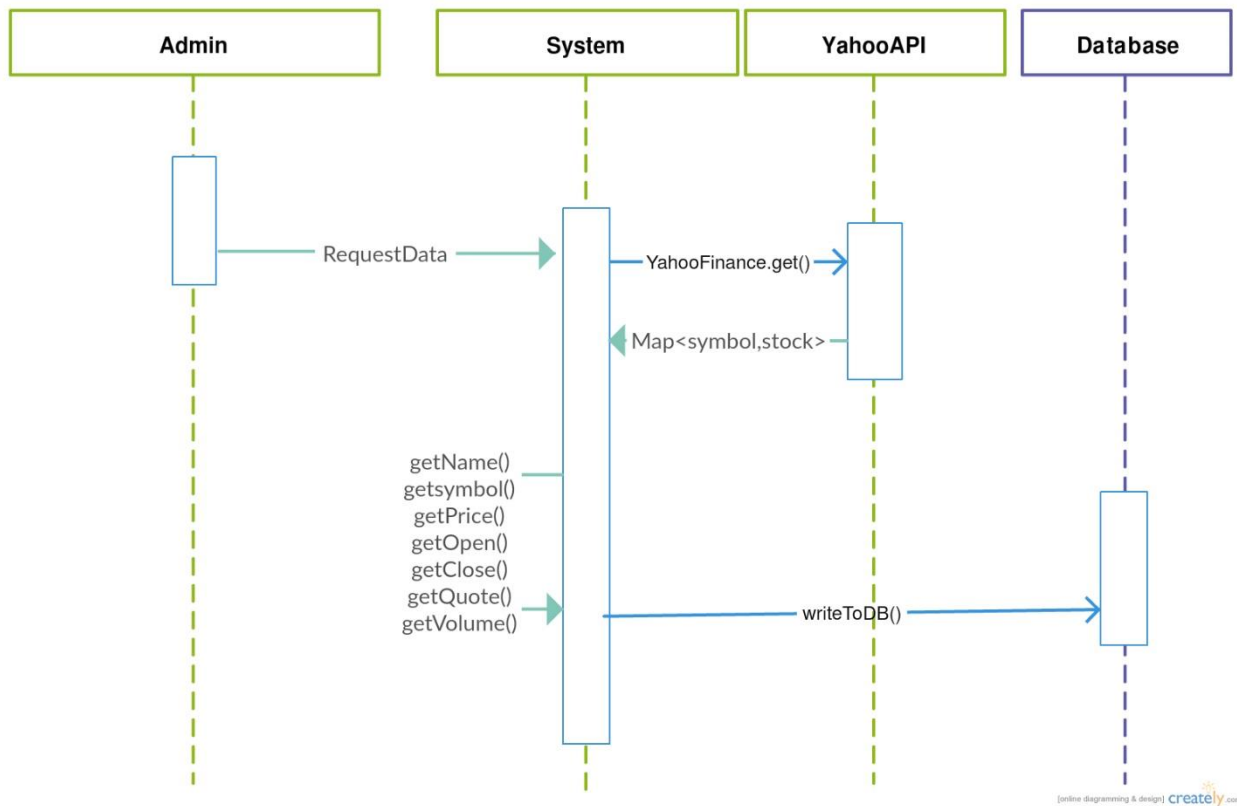 Admin
System
YahooAPI
Database
RequestData
YahooFinance.get()
Map<symbol,stock>
getName()
getsymbol()
getPrice()
getOpen()
getClose()
getQuote()
getVolume()
writeToDB()
[online diagramming & design] creately.com